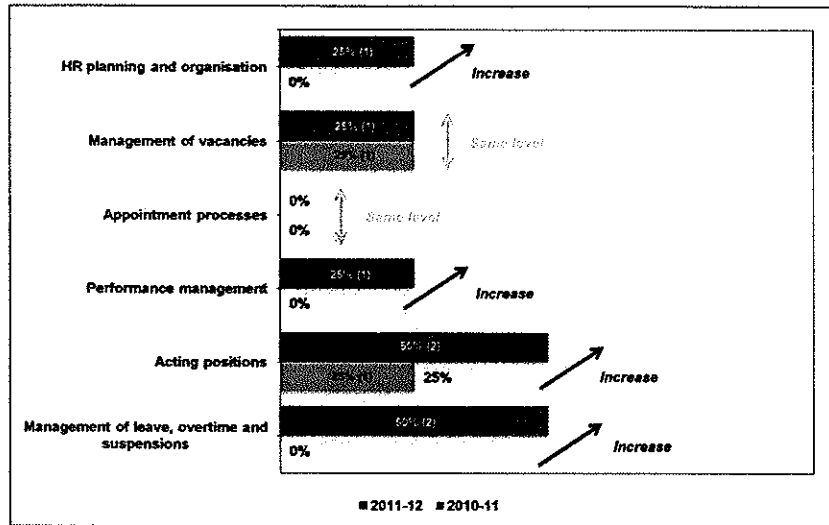 25% (1)
HR planning and organisation
0%
Increase
25% (1)
Management of vacancies
Same level
25% (1)
0%
Appointment processes
Same level
0%
25% (1)
Performance management
0%
Increase
50% (2)
Acting positions
25% (1)
25%
Increase
50% (2)
Management of leave, overtime and
suspensions
0%
Increase
2011-12 2010-11